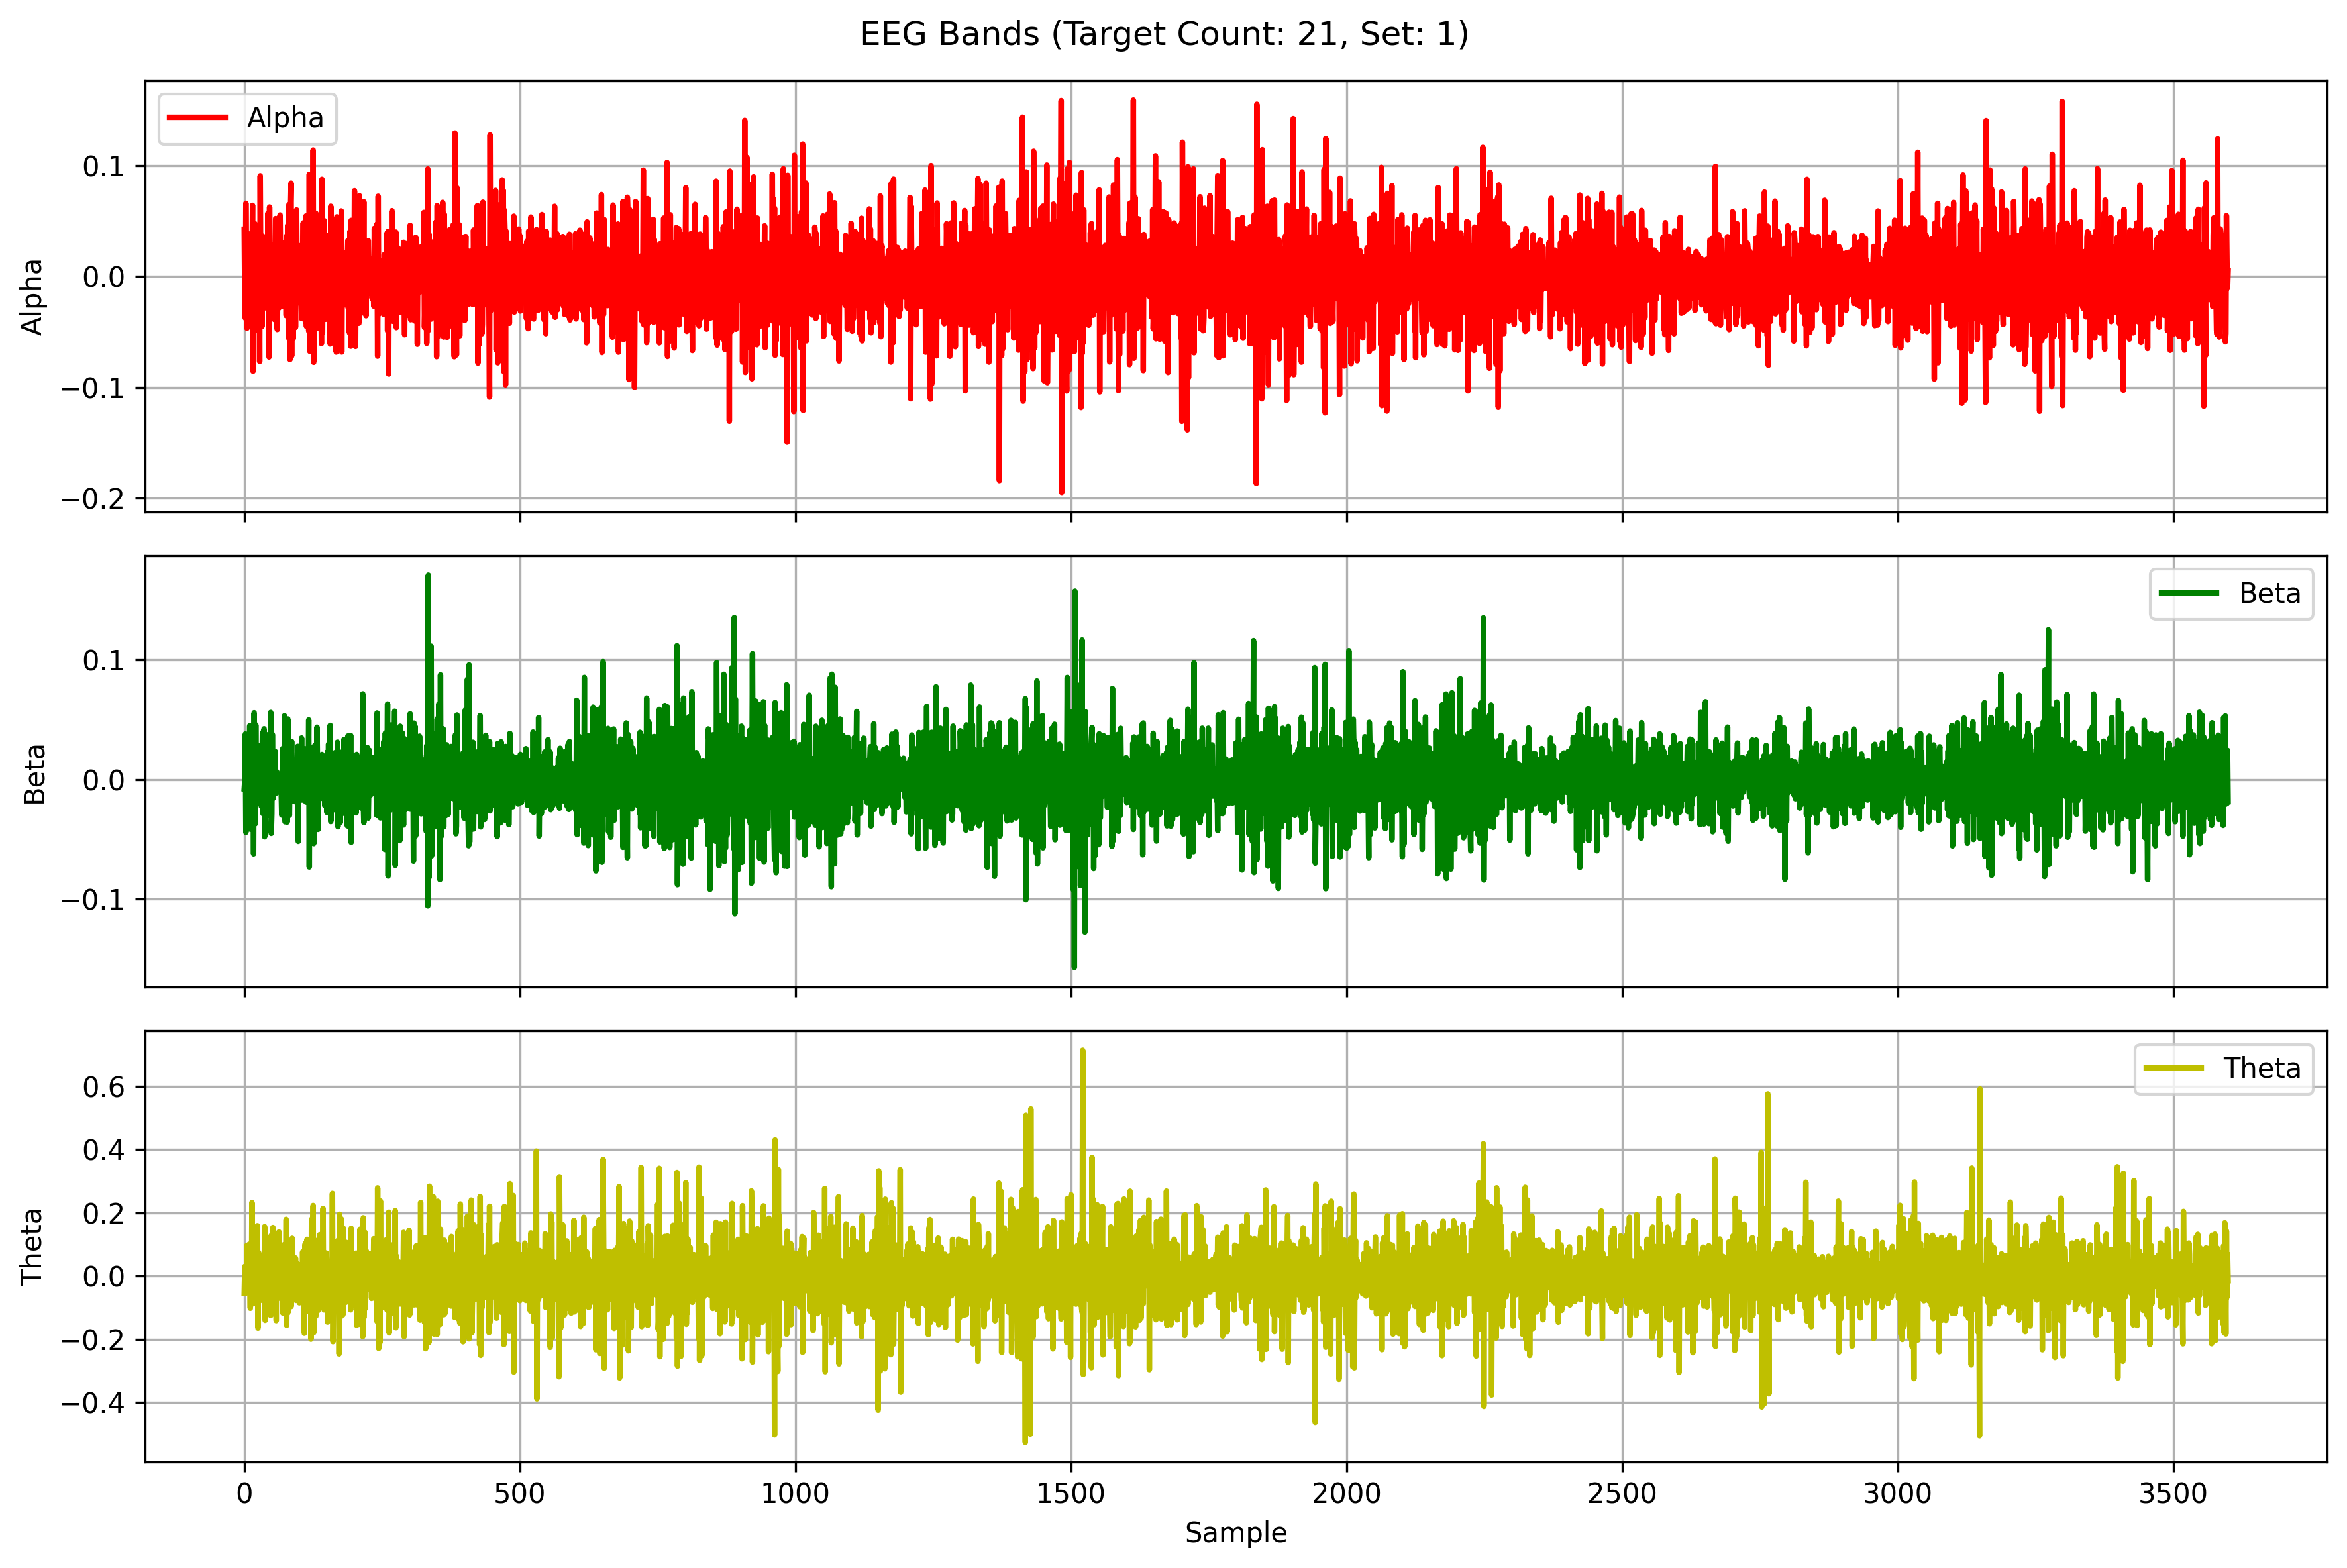 EEG Bands (Target Count: 21, Set: 1)
Alpha
0.1
0.0
−0.1
−0.2
Alpha
Beta
0.1
0.0
−0.1
Beta
Theta
0.6
0.4
0.2
0.0
−0.2
−0.4
Theta
0 500 1000 1500 2000 2500 3000 3500
Sample